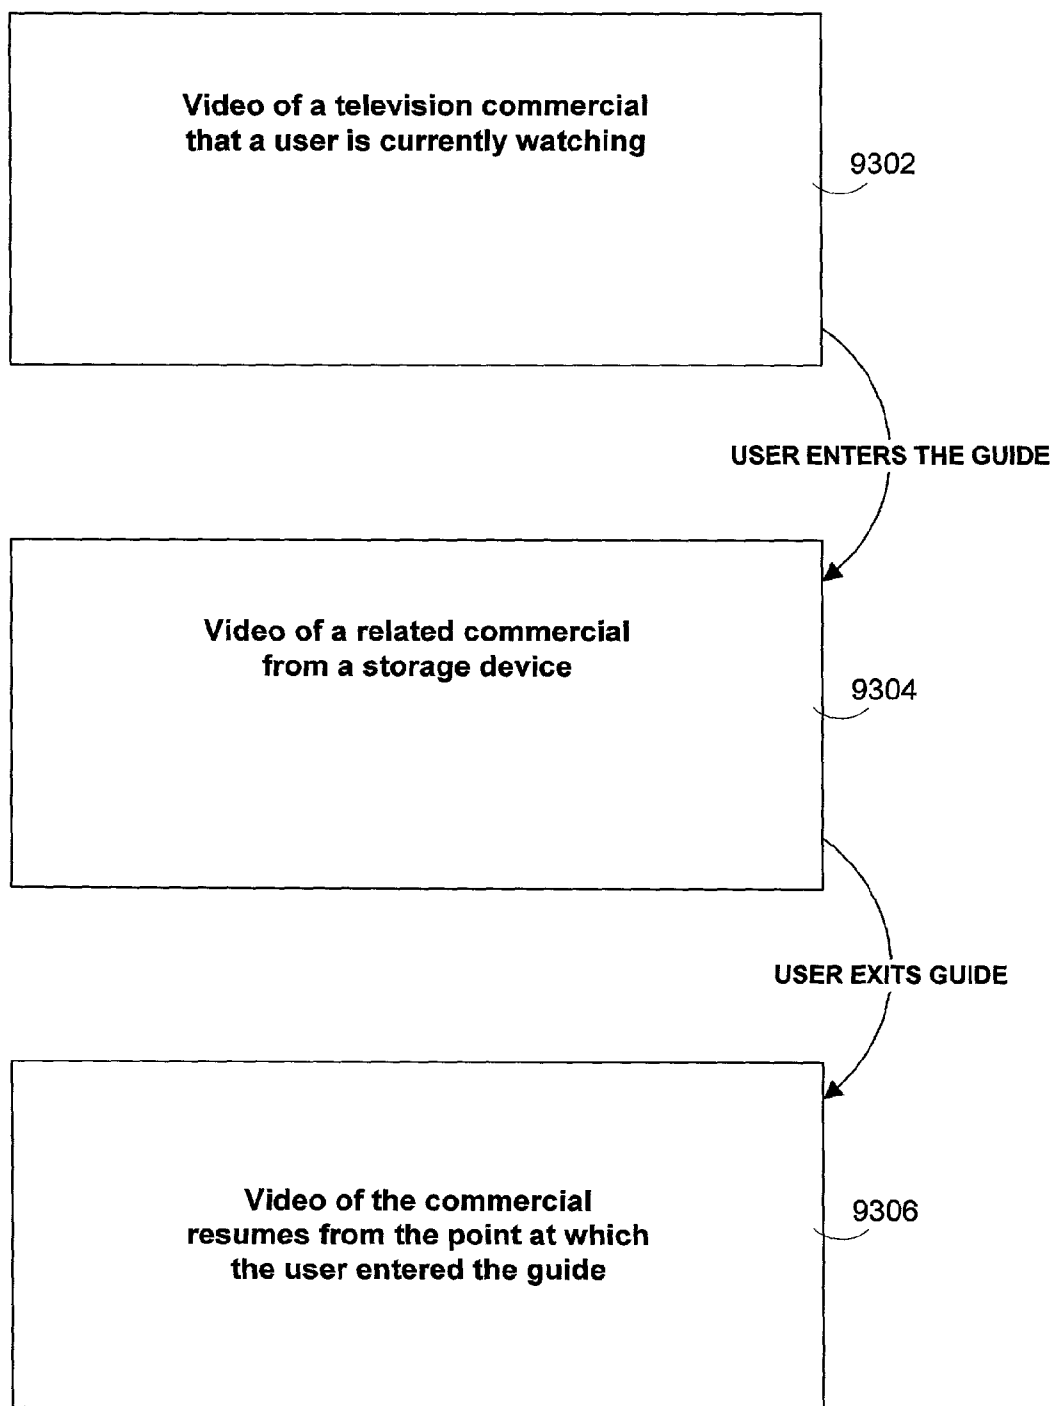 Video of a television commercial
that a user is currently watching
9302
USER ENTERS THE GUIDE
Video of a related commercial
from a storage device
9304
USER EXITS GUIDE
Video of the commercial
resumes from the point at which
the user entered the guide
9306